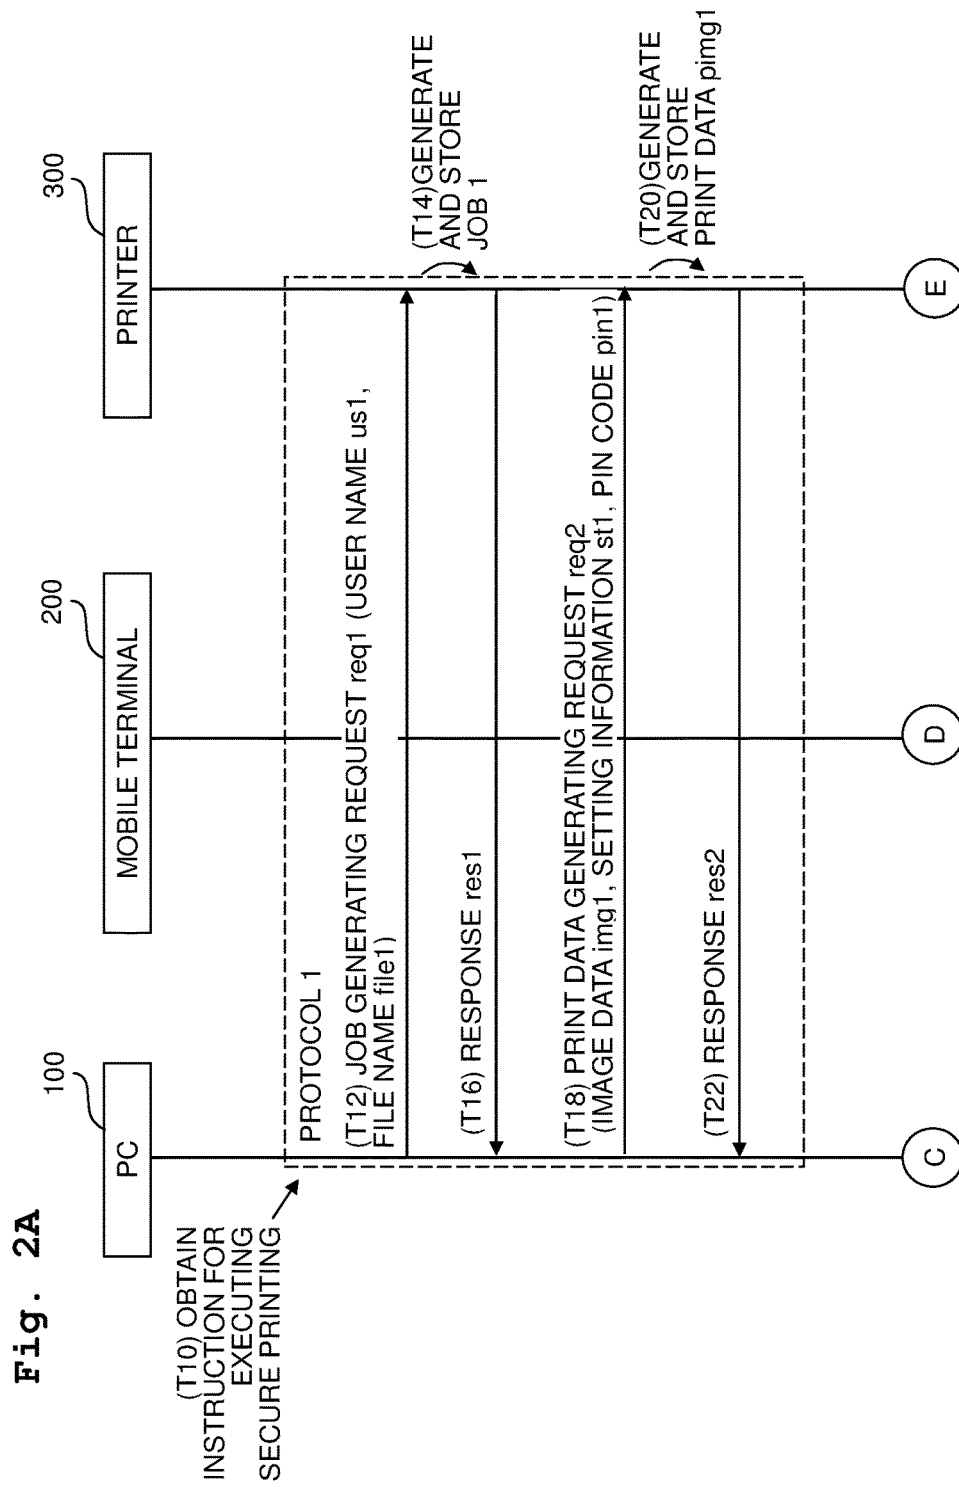 Fig. 2A
100
200
300
PC
MOBILE TERMINAL
PRINTER
(T10) OBTAIN
INSTRUCTION FOR
EXECUTING
SECURE PRINTING
PROTOCOL 1
(T12) JOB GENERATING REQUEST req1 (USER NAME us1,
FILE NAME file1)
(T14)GENERATE
AND STORE
JOB 1
(T16) RESPONSE res1
(T18) PRINT DATA GENERATING REQUEST req2
(IMAGE DATA img1, SETTING INFORMATION st1, PIN CODE pin1)
(T20)GENERATE
AND STORE
PRINT DATA pimg1
(T22) RESPONSE res2
C
D
E